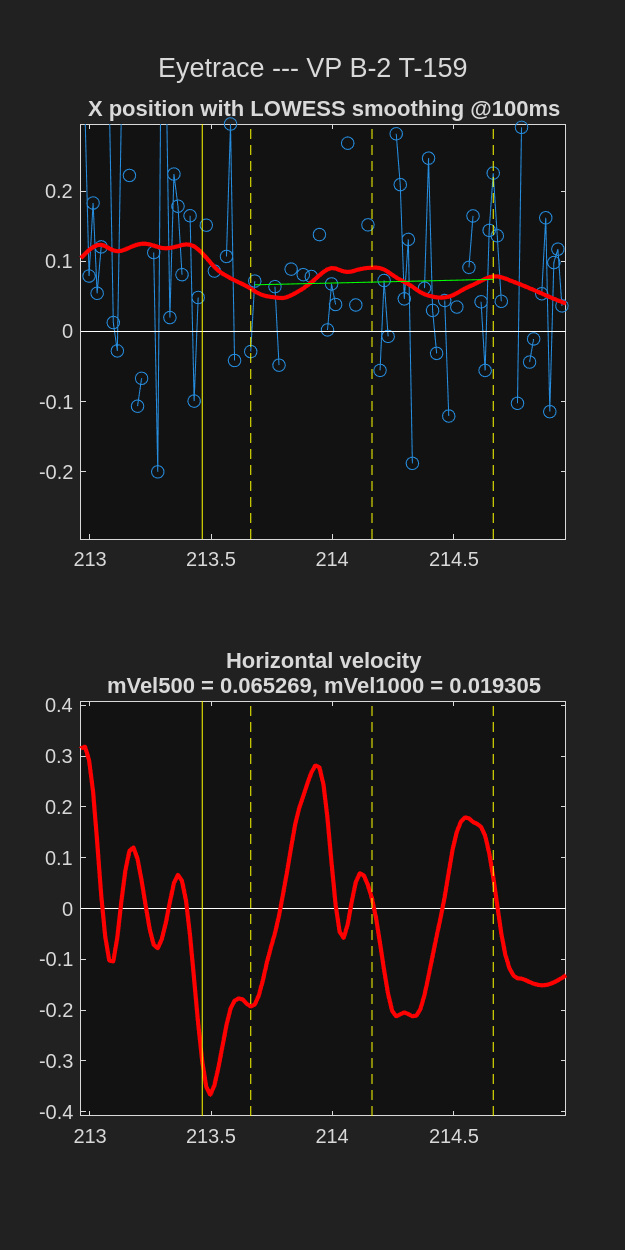 Eyetrace --- VP B-2 T-159
X position with LOWESS smoothing @100ms
0.2
0.1
0
-0.1
-0.2
213 213.5 214 214.5
Horizontal velocity
mVel500 = 0.065269, mVel1000 = 0.019305
0.4
0.3
0.2
0.1
0
-0.1
-0.2
-0.3
-0.4
213 213.5 214 214.5